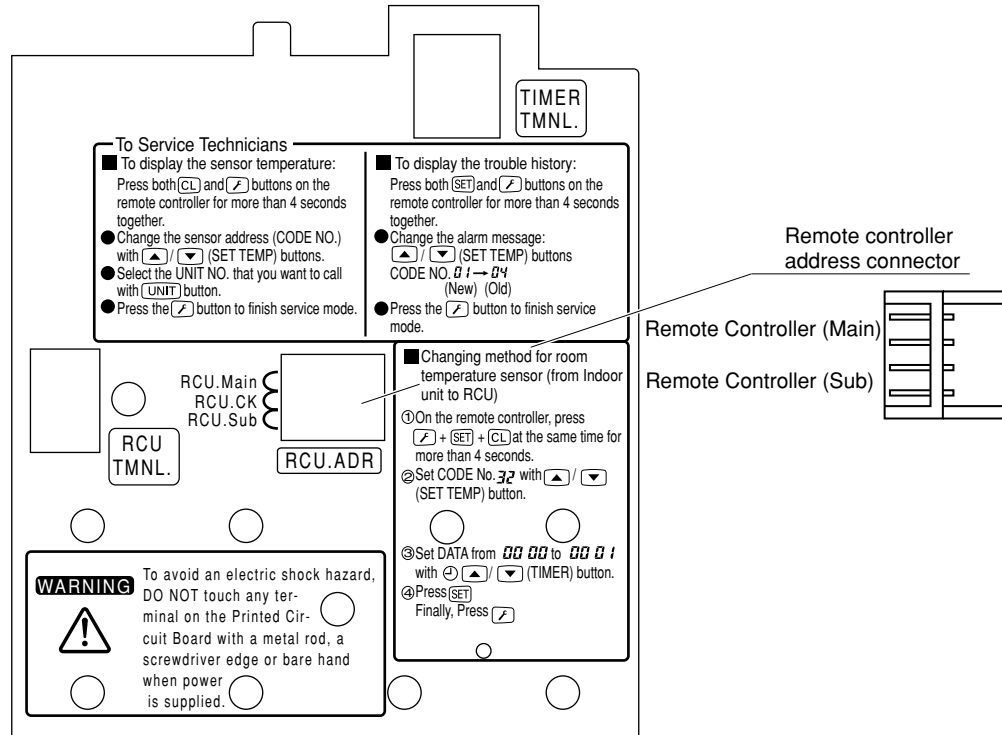 TIMER
TMNL.
To Service Technicians
■ To display the sensor temperature:
Press both CL and buttons on the
remote controller for more than 4 seconds
together.
● Change the sensor address (CODE NO.)
with ▲ / ▼ (SET TEMP) buttons.
● Select the UNIT NO. that you want to call
with UNIT button.
● Press the button to finish service mode.
■ To display the trouble history:
Press both SET and buttons on the
remote controller for more than 4 seconds
together.
● Change the alarm message:
▲ / ▼ (SET TEMP) buttons
CODE NO. 01 → 04
(New) (Old)
● Press the button to finish service
mode.
Remote controller
address connector
Remote Controller (Main)
Remote Controller (Sub)
RCU.Main
RCU.CK
RCU.Sub
RCU
TMNL.
RCU.ADR
■ Changing method for room
temperature sensor (from Indoor
unit to RCU)
① On the remote controller, press
+ SET + CL at the same time for
more than 4 seconds.
② Set CODE No. 32 with ▲ / ▼
(SET TEMP) button.
③ Set DATA from 00 00 to 00 01
with ▲ / ▼ (TIMER) button.
④ Press SET
Finally, Press
WARNING
To avoid an electric shock hazard,
DO NOT touch any ter-
minal on the Printed Cir-
cuit Board with a metal rod, a
screwdriver edge or bare hand
when power
is supplied.